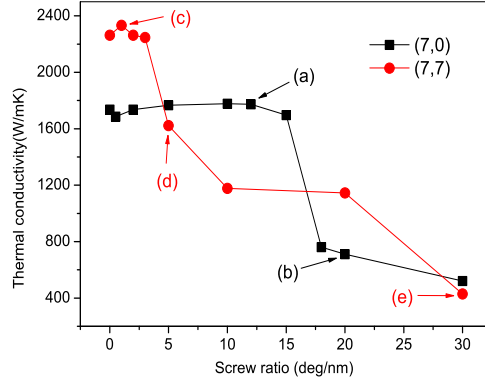 2400
2000
1600
1200
800
400
Thermal conductivity(W/mK)
(c)
(7,0)
(7,7)
(a)
(d)
(b)
(e)
0 5 10 15 20 25 30
Screw ratio (deg/nm)